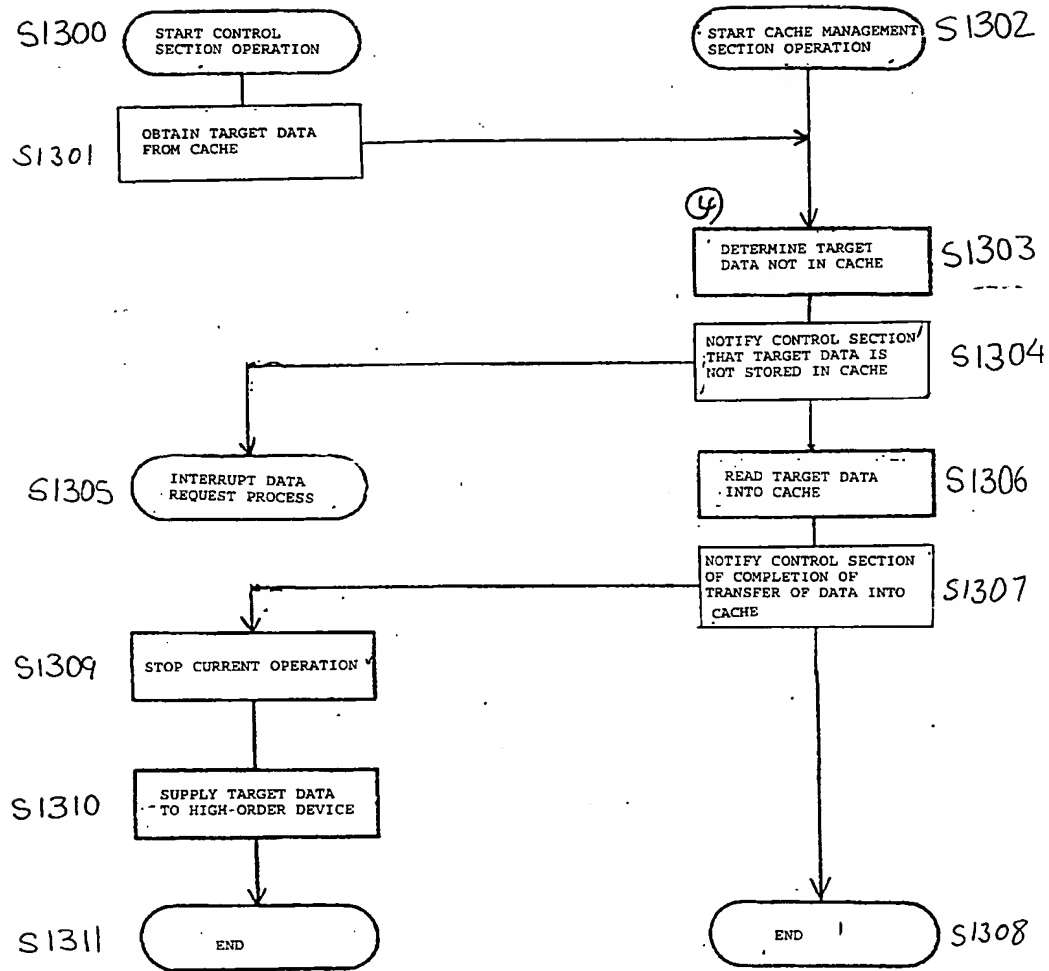 S1300
START CONTROL
SECTION OPERATION
START CACHE MANAGEMENT
SECTION OPERATION
S1302
S1301
OBTAIN TARGET DATA
FROM CACHE
4
DETERMINE TARGET
DATA NOT IN CACHE
S1303
NOTIFY CONTROL SECTION
THAT TARGET DATA IS
NOT STORED IN CACHE
S1304
S1305
INTERRUPT DATA
REQUEST PROCESS
READ TARGET DATA
INTO CACHE
S1306
NOTIFY CONTROL SECTION
OF COMPLETION OF
TRANSFER OF DATA INTO
CACHE
S1307
S1309
STOP CURRENT OPERATION
S1310
SUPPLY TARGET DATA
TO HIGH-ORDER DEVICE
S1311
END
END
S1308